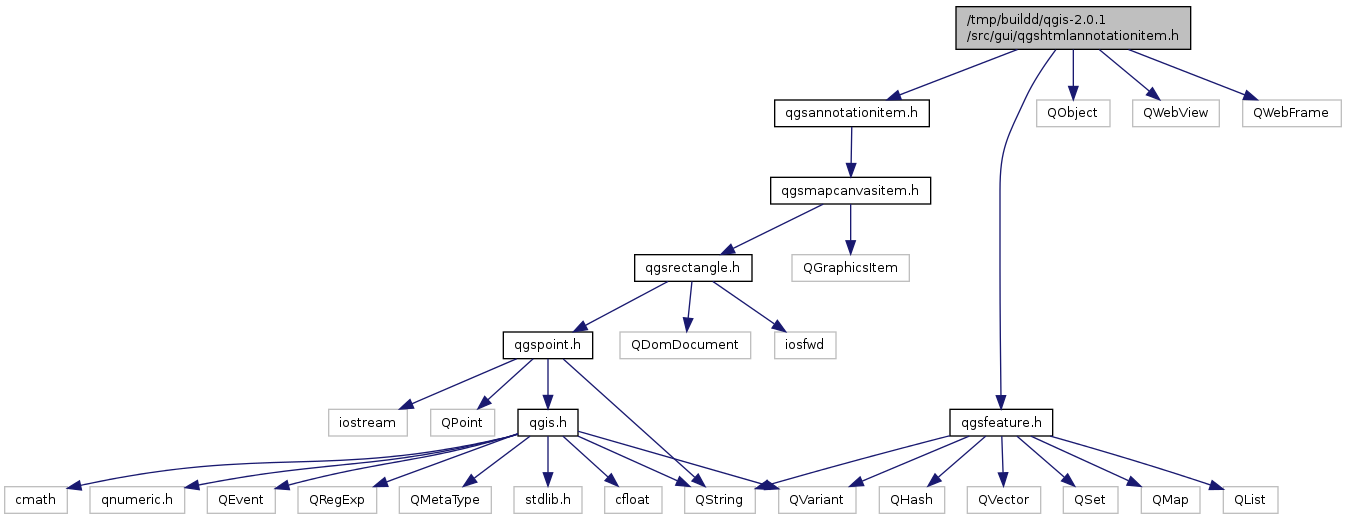 /tmp/buildd/qgis-2.0.1
/src/gui/qgshtmlannotationitem.h
qgsannotationitem.h
QObject
QWebView
QWebFrame
qgsmapcanvasitem.h
qgsrectangle.h
QGraphicsItem
qgspoint.h
QDomDocument
iosfwd
iostream
QPoint
qgis.h
qgsfeature.h
cmath
qnumeric.h
QEvent
QRegExp
QMetaType
stdlib.h
cfloat
QString
QVariant
QHash
QVector
QSet
QMap
QList